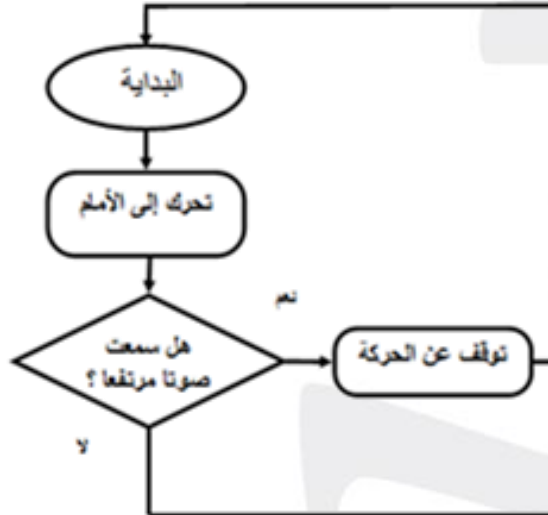 البداية
تحرك إلى الأمام
نعم
هل سمعت
صوتا مرتفعا ؟
توقف عن الحركة
لا